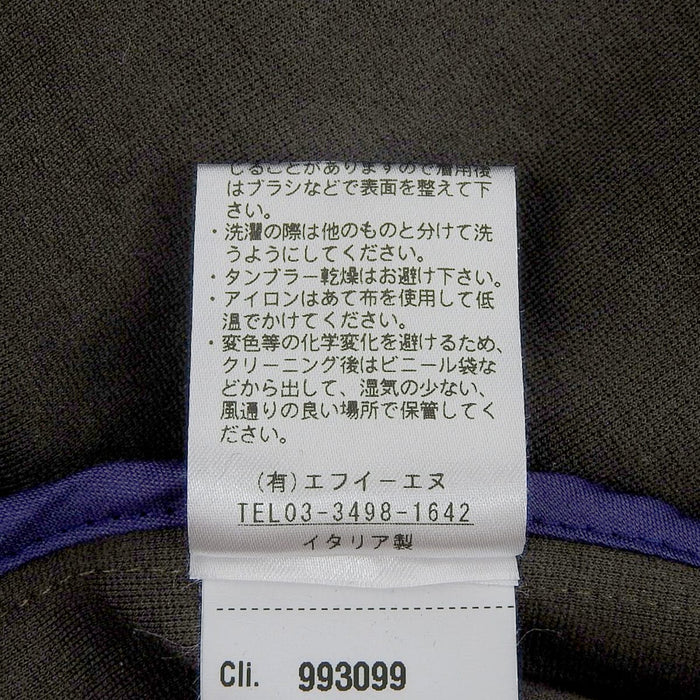 じることがありますので着用後
はブラシなどで表面を整えて下
さい。
・洗濯の際は他のものと分けて洗
うようにしてください。
・タンブラー乾燥はお避け下さい。
・アイロンはあて布を使用して低
温でかけてください。
・変色等の化学変化を避けるため、
クリーニング後はビニール袋な
どから出して、湿気の少ない、
風通りの良い場所で保管してく
ださい。
(有)エフイーエヌ
TEL03-3498-1642
イタリア製
Cli. 993099